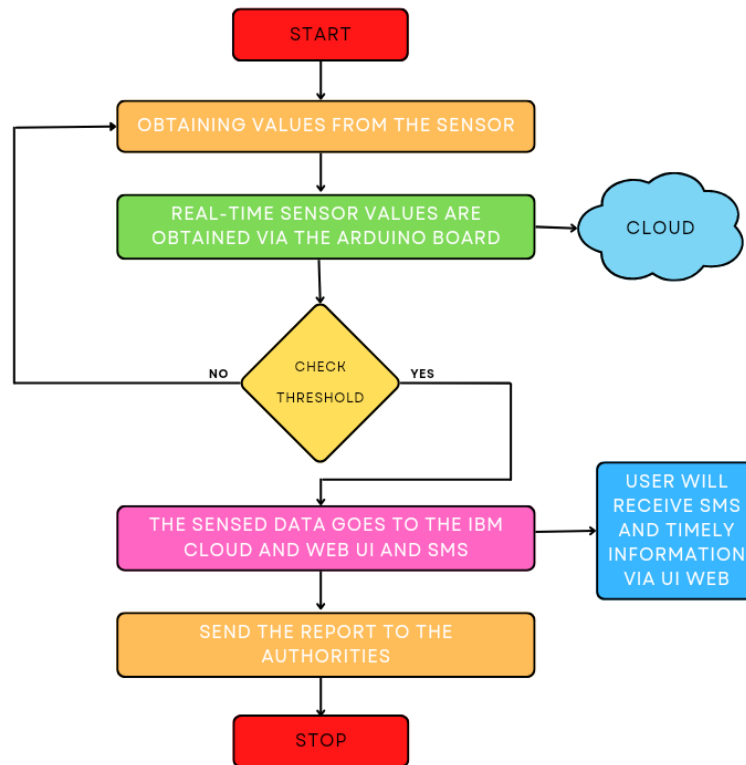 START
OBTAINING VALUES FROM THE SENSOR
REAL-TIME SENSOR VALUES ARE
OBTAINED VIA THE ARDUINO BOARD
CLOUD
CHECK
THRESHOLD
NO
YES
THE SENSED DATA GOES TO THE IBM
CLOUD AND WEB UI AND SMS
USER WILL
RECEIVE SMS
AND TIMELY
INFORMATION
VIA UI WEB
SEND THE REPORT TO THE
AUTHORITIES
STOP